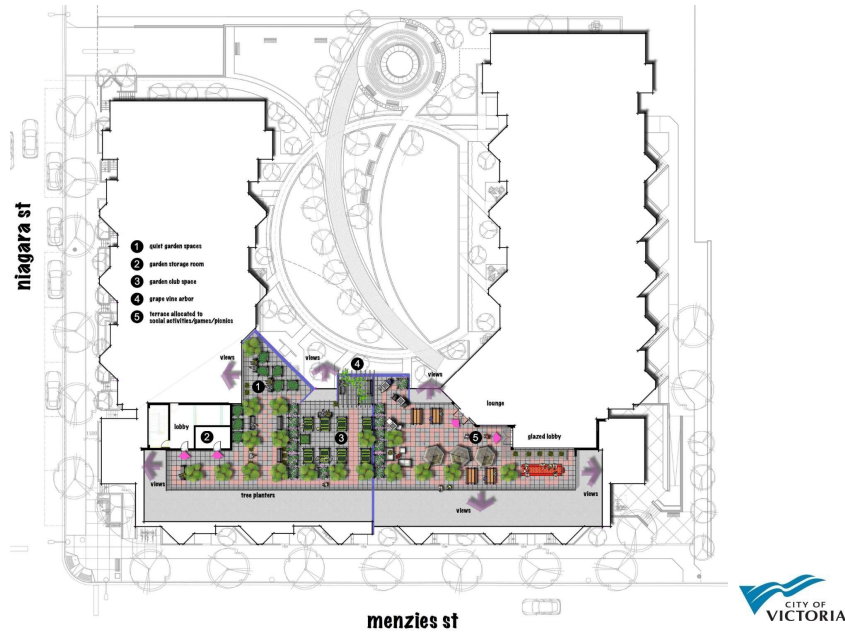 niagara st
1 quiet garden spaces
2 garden storage room
3 garden club space
4 grape vine arbor
5 terrace allocated to
social activities/games/picnics
views
views
4
views
1
lounge
lobby
2
3
5
glazed lobby
views
tree planters
views
views
menzies st
CITY OF
VICTORIA